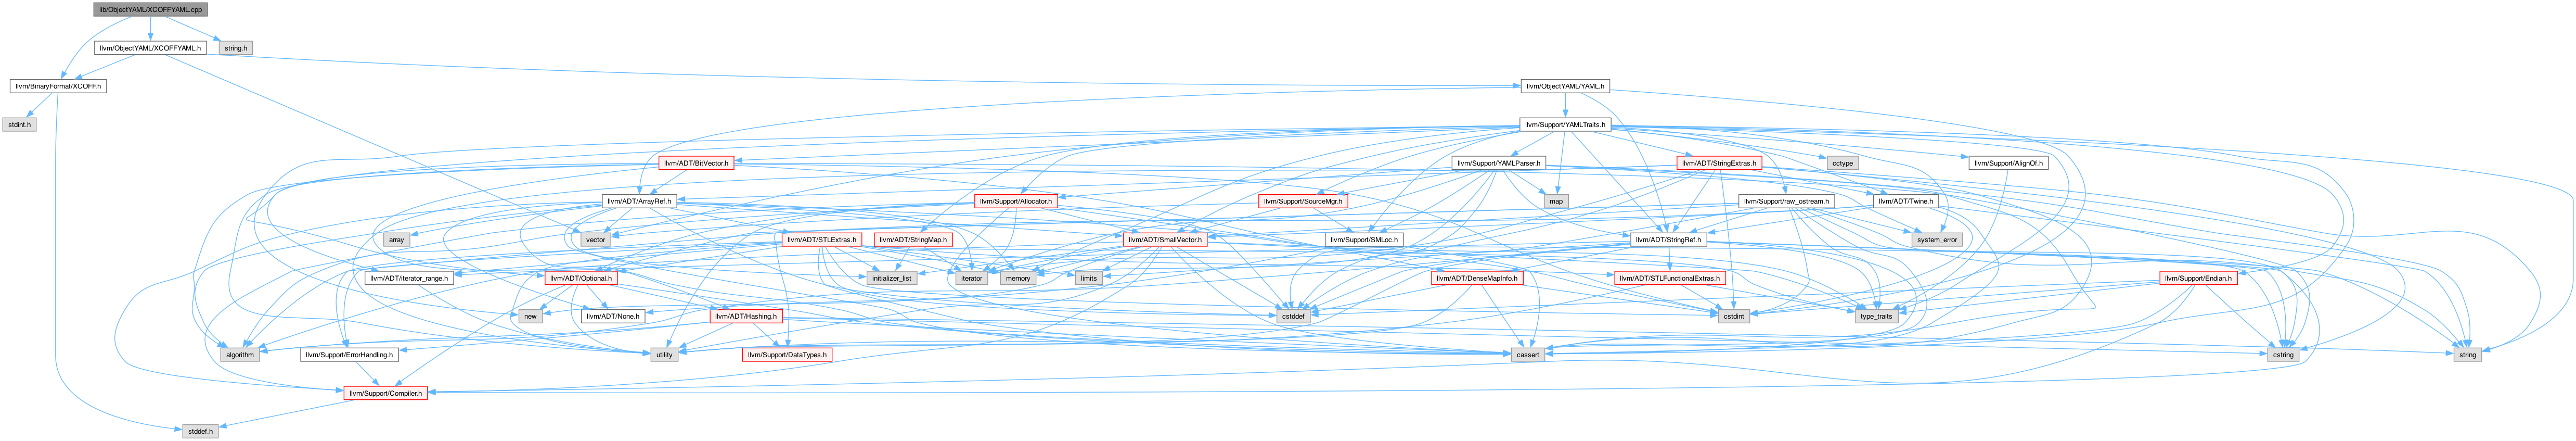 lib/ObjectYAML/XCOFFYAML.cpp
llvm/ObjectYAML/XCOFFYAML.h
string.h
llvm/BinaryFormat/XCOFF.h
llvm/ObjectYAML/YAML.h
stdint.h
llvm/Support/YAMLTraits.h
llvm/ADT/BitVector.h
llvm/Support/YAMLParser.h
llvm/ADT/StringExtras.h
cctype
llvm/Support/AlignOf.h
llvm/ADT/ArrayRef.h
llvm/Support/Allocator.h
llvm/Support/SourceMgr.h
map
llvm/Support/raw_ostream.h
llvm/ADT/Twine.h
array
vector
llvm/ADT/STLExtras.h
llvm/ADT/StringMap.h
llvm/ADT/SmallVector.h
llvm/Support/SMLoc.h
llvm/ADT/StringRef.h
system_error
llvm/ADT/iterator_range.h
llvm/ADT/Optional.h
initializer_list
iterator
memory
limits
llvm/ADT/DenseMapInfo.h
llvm/ADT/STLFunctionalExtras.h
llvm/Support/Endian.h
new
llvm/ADT/None.h
llvm/ADT/Hashing.h
cstddef
cstdint
type_traits
algorithm
llvm/Support/ErrorHandling.h
utility
llvm/Support/DataTypes.h
cassert
cstring
string
llvm/Support/Compiler.h
stddef.h